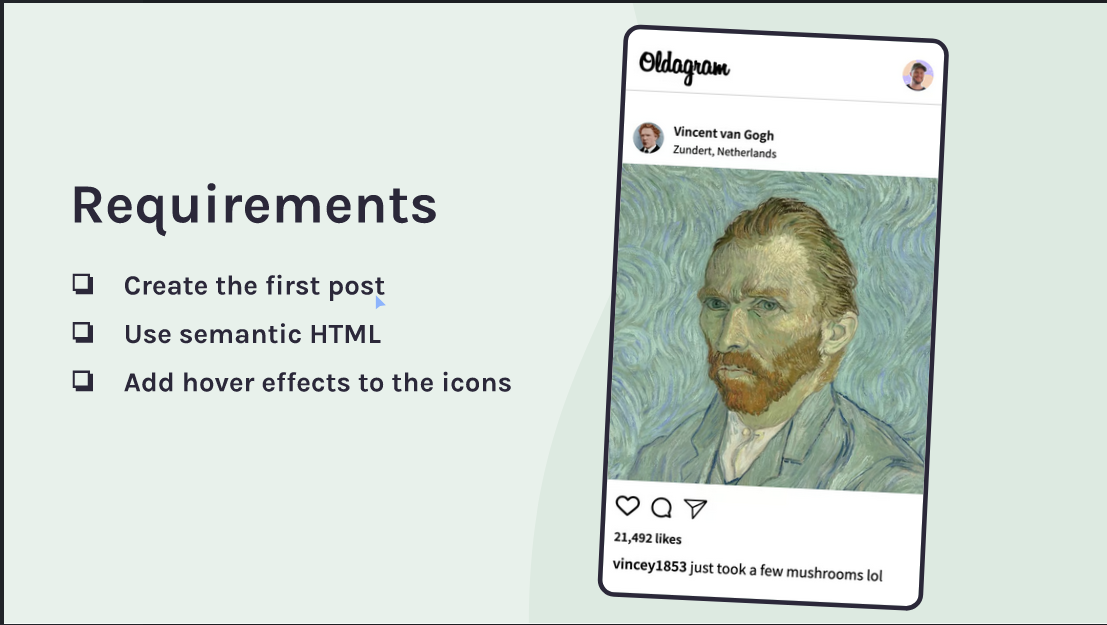 Requirements
Create the first post
Use semantic HTML
Add hover effects to the icons
Oldagram
Vincent van Gogh
Zundert, Netherlands
21,492 likes
vincey1853 just took a few mushrooms lol